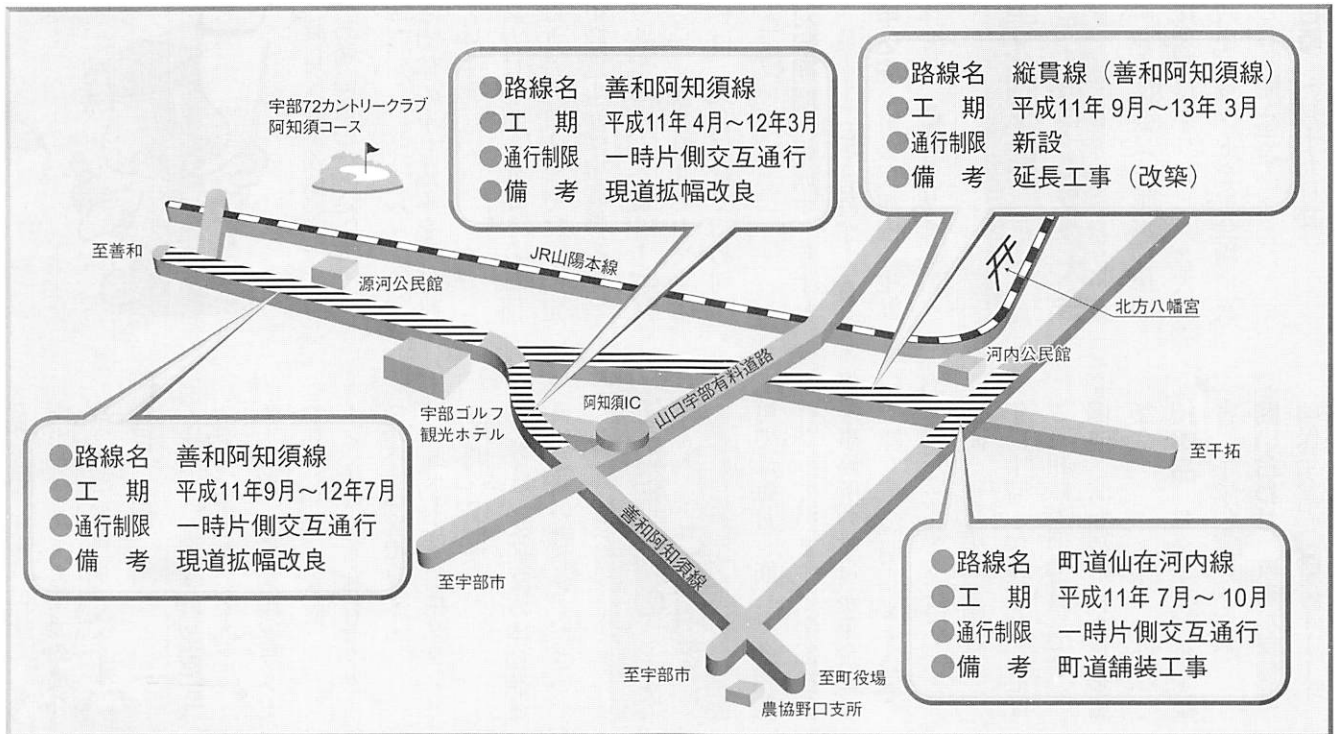 宇部72カントリークラブ
阿知須コース
●路線名　善和阿知須線
●工　期　平成11年 4月～12年3月
●通行制限　一時片側交互通行
●備　考　現道拡幅改良
●路線名　縦貫線（善和阿知須線）
●工　期　平成11年 9月～13年 3月
●通行制限　新設
●備　考　延長工事（改築）
至善和
源河公民館
JR山陽本線
北方八幡宮
河内公民館
宇部ゴルフ
観光ホテル
阿知須IC
山口宇部有料道路
至干拓
●路線名　善和阿知須線
●工　期　平成11年9月～12年7月
●通行制限　一時片側交互通行
●備　考　現道拡幅改良
至宇部市
善和阿知須線
●路線名　町道仙在河内線
●工　期　平成11年 7月～ 10月
●通行制限　一時片側交互通行
●備　考　町道舗装工事
至宇部市
至町役場
農協野口支所